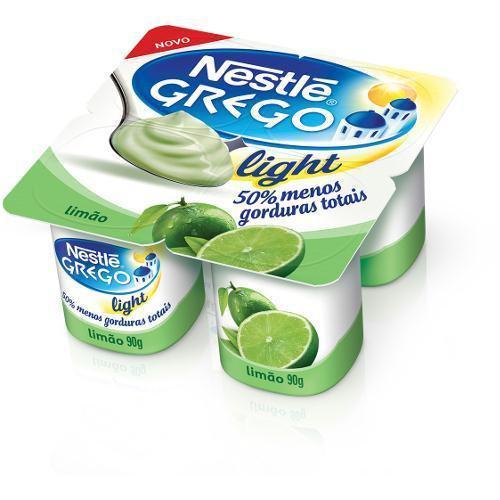 NOVO
Nestlé
GREGO®
light
50% menos
gorduras totais
limão
Nestlé
GREGO
light
50% menos gorduras totais
limão 90g
limão 90g